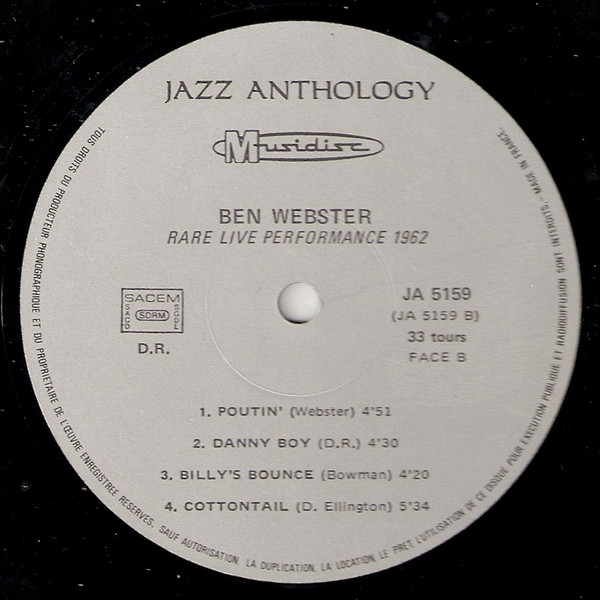 JAZZ ANTHOLOGY
Musidisc
BEN WEBSTER
RARE LIVE PERFORMANCE 1962
SACEM
SACD
SDRM
SGDL
D.R.
JA 5159
(JA 5159 B)
33 tours
FACE B
1. POUTIN' (Webster) 4'51
2. DANNY BOY (D.R.) 4'30
3. BILLY'S BOUNCE (Bowman) 4'20
4. COTTONTAIL (D. Ellington) 5'34
TOUS DROITS DU PRODUCTEUR PHONOGRAPHIQUE ET DU PROPRIETAIRE DE L'ŒUVRE ENREGISTREE RESERVES. SAUF AUTORISATION, LA DUPLICATION, LA LOCATION, LE PRET, L'UTILISATION DE CE DISQUE POUR EXECUTION PUBLIQUE ET RADIODIFFUSION SONT INTERDITS. - MADE IN FRANCE.